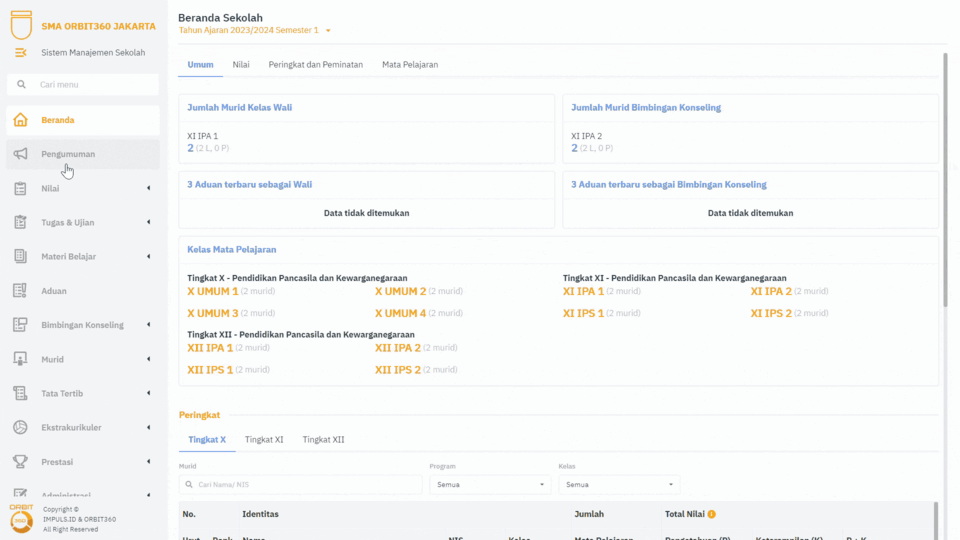 SMA ORBIT360 JAKARTA
Sistem Manajemen Sekolah
Cari menu
Beranda
Pengumuman
Nilai
Tugas & Ujian
Materi Belajar
Aduan
Bimbingan Konseling
Murid
Tata Tertib
Ekstrakurikuler
Prestasi
Administrasi
ORBIT
360
Copyright ©
IMPULS.ID & ORBIT360
All Right Reserved
Beranda Sekolah
Tahun Ajaran 2023/2024 Semester 1
Umum Nilai Peringkat dan Peminatan Mata Pelajaran
Jumlah Murid Kelas Wali
XI IPA 1
2 (2 L, 0 P)
Jumlah Murid Bimbingan Konseling
XI IPA 2
2 (2 L, 0 P)
3 Aduan terbaru sebagai Wali
Data tidak ditemukan
3 Aduan terbaru sebagai Bimbingan Konseling
Data tidak ditemukan
Kelas Mata Pelajaran
Tingkat X - Pendidikan Pancasila dan Kewarganegaraan
X UMUM 1 (2 murid) X UMUM 2 (2 murid)
X UMUM 3 (2 murid) X UMUM 4 (2 murid)
Tingkat XI - Pendidikan Pancasila dan Kewarganegaraan
XI IPA 1 (2 murid) XI IPA 2 (2 murid)
XI IPS 1 (2 murid) XI IPS 2 (2 murid)
Tingkat XII - Pendidikan Pancasila dan Kewarganegaraan
XII IPA 1 (2 murid) XII IPA 2 (2 murid)
XII IPS 1 (2 murid) XII IPS 2 (2 murid)
Peringkat
Tingkat X Tingkat XI Tingkat XII
Murid Program Kelas
Cari Nama/ NIS Semua Semua
No. Identitas Jumlah Total Nilai
Urut Rank Nama NIS Kelas Mata Pelajaran Pengetahuan (P) Keterampilan (K) P + K